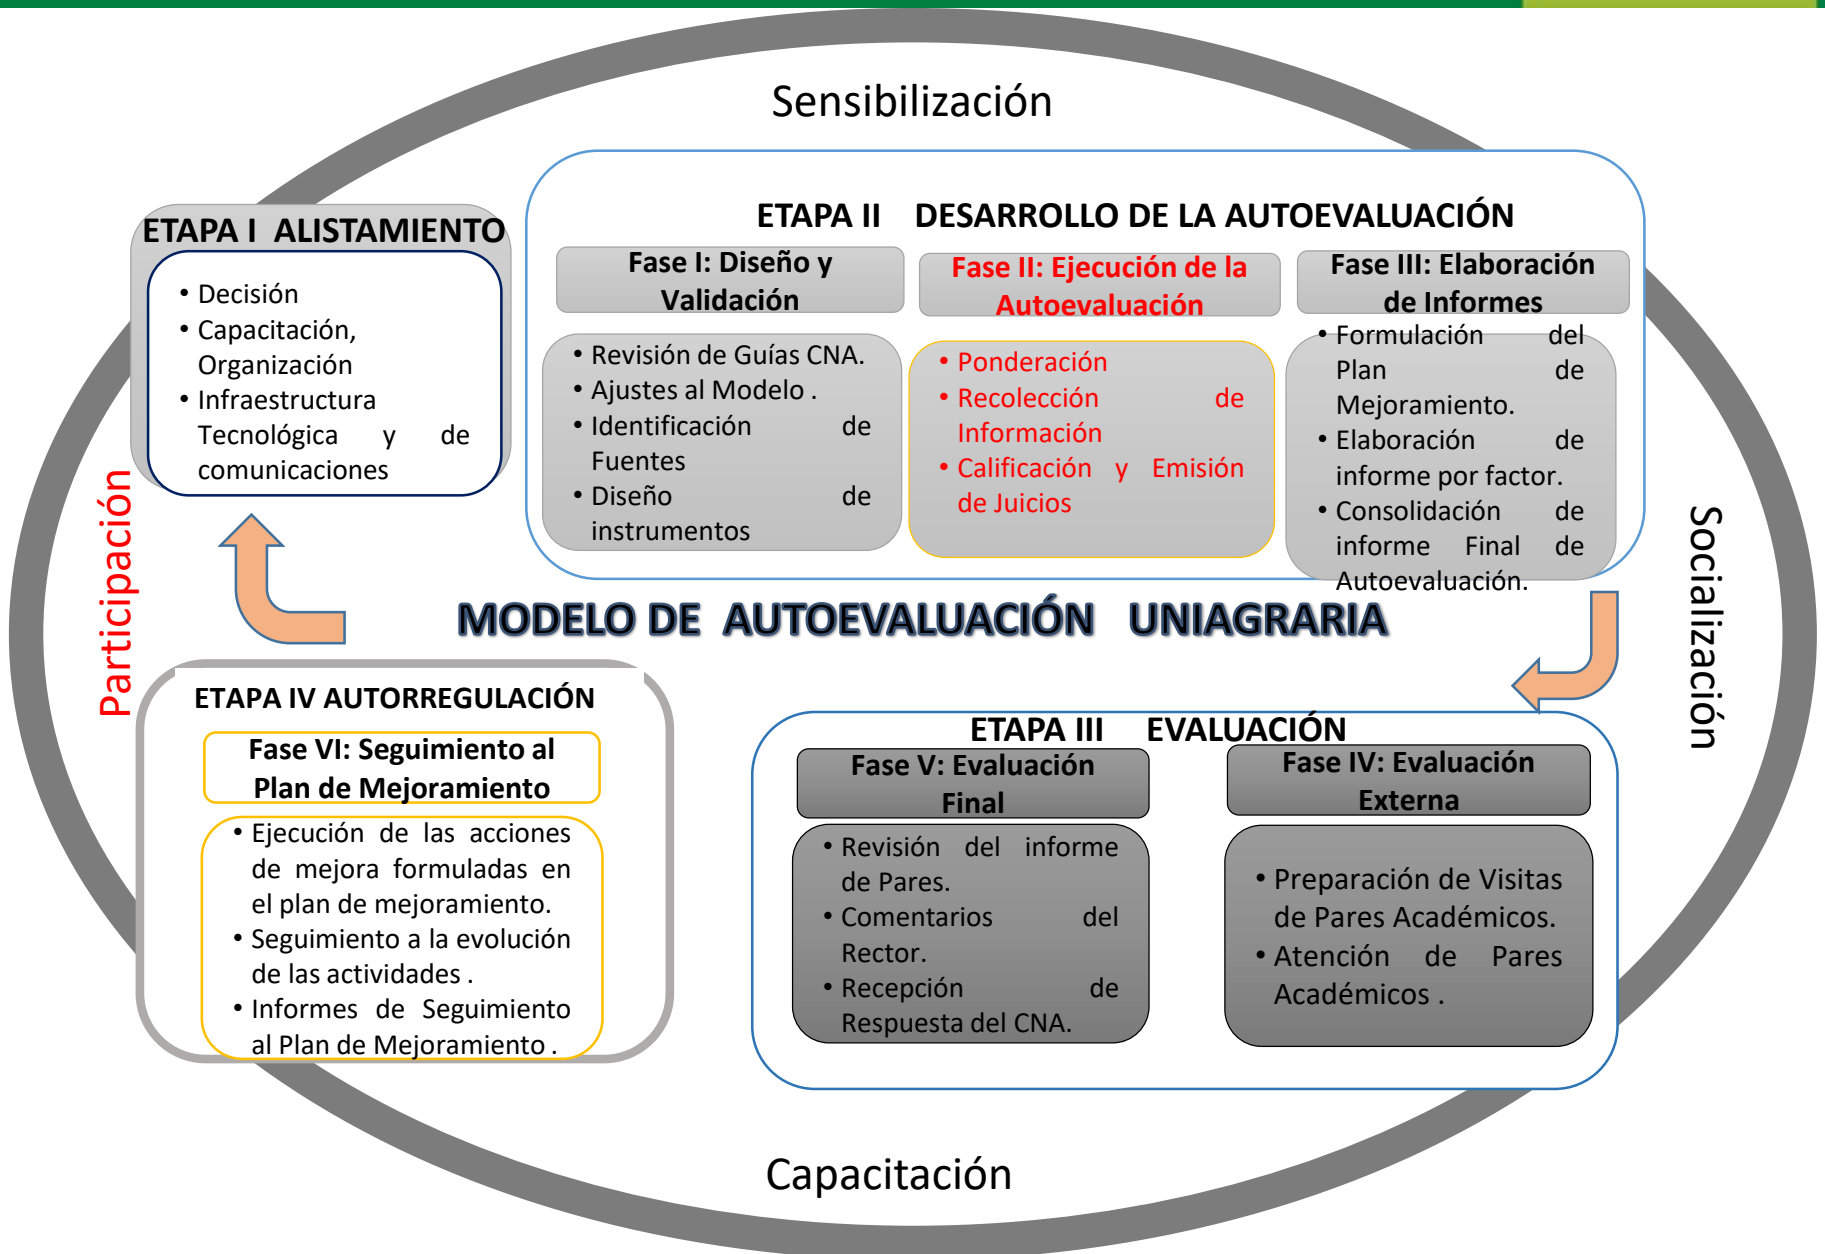 Sensibilización
ETAPA I ALISTAMIENTO
• Decisión
• Capacitación,
Organización
• Infraestructura
Tecnológica y de
comunicaciones
ETAPA II DESARROLLO DE LA AUTOEVALUACIÓN
Fase I: Diseño y
Validación
• Revisión de Guías CNA.
• Ajustes al Modelo .
• Identificación de
Fuentes
• Diseño de
instrumentos
Fase II: Ejecución de la
Autoevaluación
• Ponderación
• Recolección de
Información
• Calificación y Emisión
de Juicios
Fase III: Elaboración
de Informes
• Formulación del
Plan de
Mejoramiento.
• Elaboración de
informe por factor.
• Consolidación de
informe Final de
Autoevaluación.
Participación
Socialización
MODELO DE AUTOEVALUACIÓN UNIAGRARIA
ETAPA IV AUTORREGULACIÓN
Fase VI: Seguimiento al
Plan de Mejoramiento
• Ejecución de las acciones
de mejora formuladas en
el plan de mejoramiento.
• Seguimiento a la evolución
de las actividades .
• Informes de Seguimiento
al Plan de Mejoramiento .
ETAPA III EVALUACIÓN
Fase V: Evaluación
Final
• Revisión del informe
de Pares.
• Comentarios del
Rector.
• Recepción de
Respuesta del CNA.
Fase IV: Evaluación
Externa
• Preparación de Visitas
de Pares Académicos.
• Atención de Pares
Académicos .
Capacitación